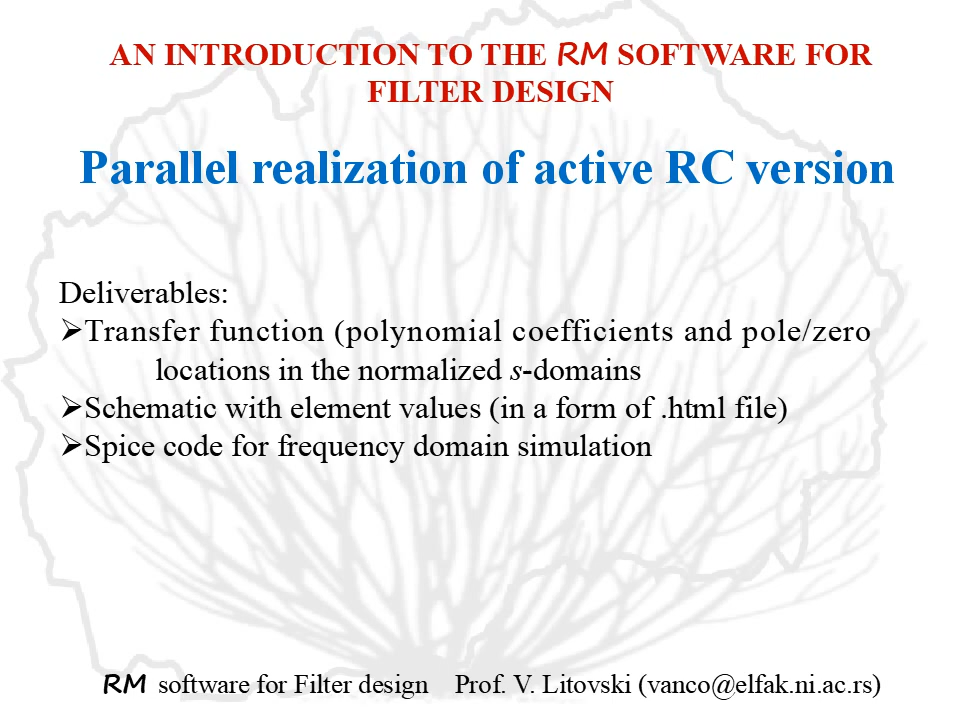 AN INTRODUCTION TO THE RM SOFTWARE FOR
FILTER DESIGN
Parallel realization of active RC version
Deliverables:
➢Transfer function (polynomial coefficients and pole/zero
locations in the normalized s-domains
➢Schematic with element values (in a form of .html file)
➢Spice code for frequency domain simulation
RM software for Filter design Prof. V. Litovski (vanco@elfak.ni.ac.rs)